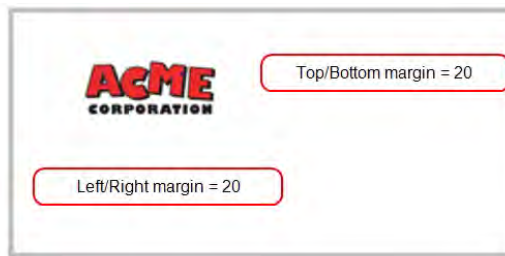 ACME
CORPORATION
Top/Bottom margin = 20
Left/Right margin = 20